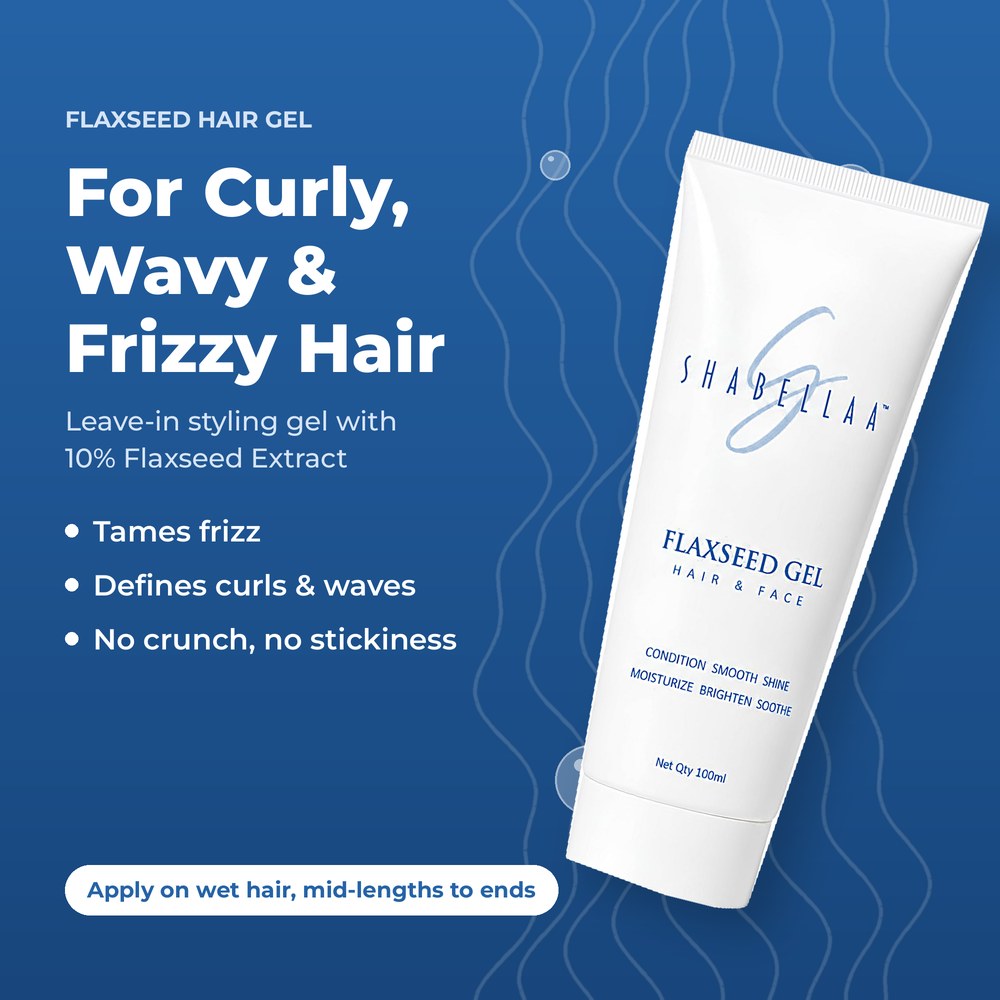 FLAXSEED HAIR GEL
For Curly,
Wavy &
Frizzy Hair
Leave-in styling gel with
10% Flaxseed Extract
Tames frizz
Defines curls & waves
No crunch, no stickiness
Apply on wet hair, mid-lengths to ends
SHABELLAA™
FLAXSEED GEL
HAIR & FACE
CONDITION SMOOTH SHINE
MOISTURIZE BRIGHTEN SOOTHE
Net Qty 100ml